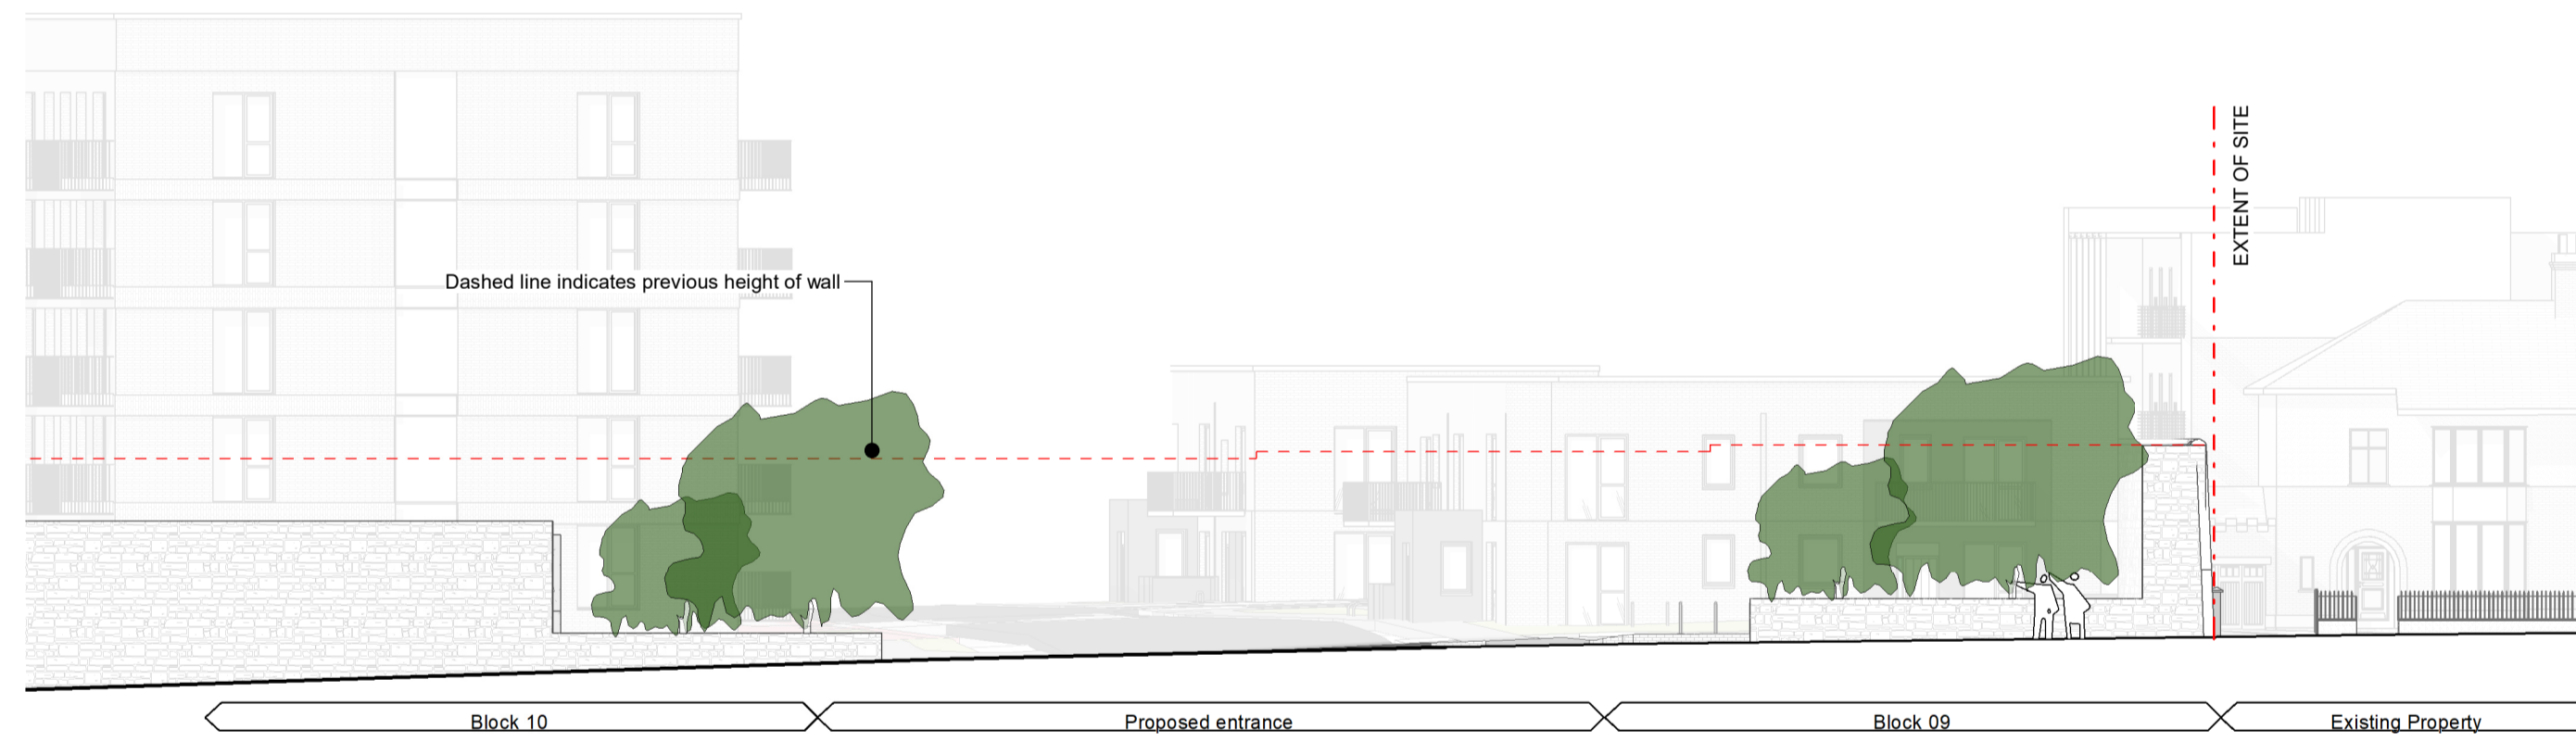 EXTENT OF SITE
Dashed line indicates previous height of wall
Block 10
Proposed entrance
Block 09
Existing Property